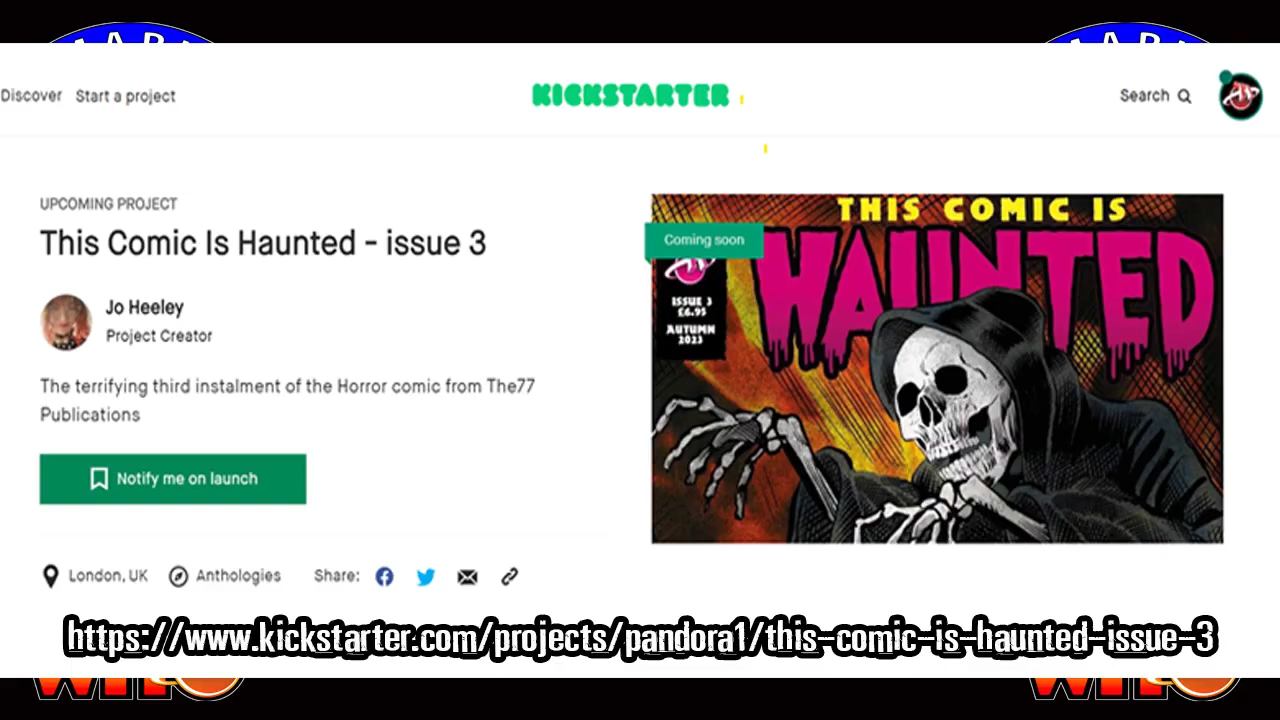 Discover Start a project
KICKSTARTER
Search
UPCOMING PROJECT
This Comic Is Haunted - issue 3
Jo Heeley
Project Creator
The terrifying third instalment of the Horror comic from The77
Publications
Notify me on launch
London, UK Anthologies Share:
THIS COMIC IS
HAUNTED
Coming soon
ISSUE 3
£6.95
AUTUMN
2023
https://www.kickstarter.com/projects/pandora1/this-comic-is-haunted-issue-3